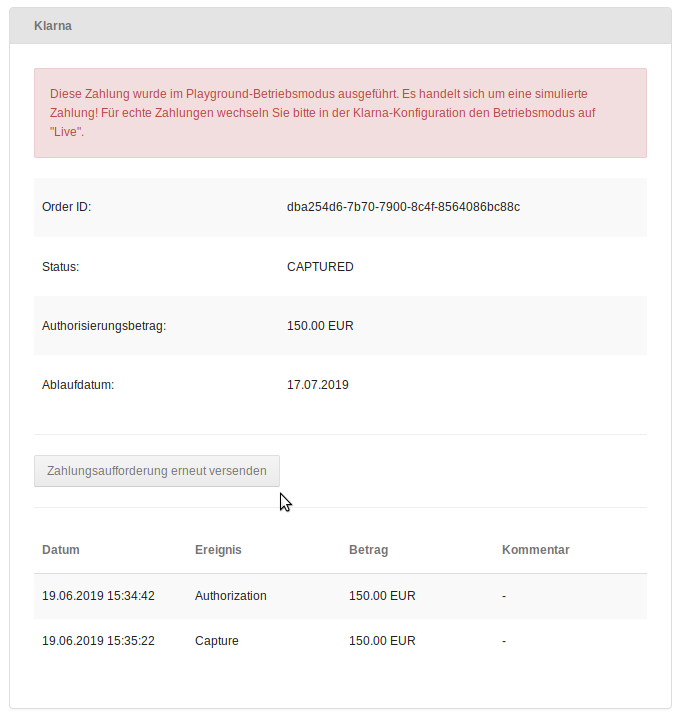 Klarna
Diese Zahlung wurde im Playground-Betriebsmodus ausgeführt. Es handelt sich um eine simulierte
Zahlung! Für echte Zahlungen wechseln Sie bitte in der Klarna-Konfiguration den Betriebsmodus auf
"Live".
Order ID: dba254d6-7b70-7900-8c4f-8564086bc88c
Status: CAPTURED
Authorisierungsbetrag: 150.00 EUR
Ablaufdatum: 17.07.2019
Zahlungsaufforderung erneut versenden
Datum Ereignis Betrag Kommentar
19.06.2019 15:34:42 Authorization 150.00 EUR -
19.06.2019 15:35:22 Capture 150.00 EUR -